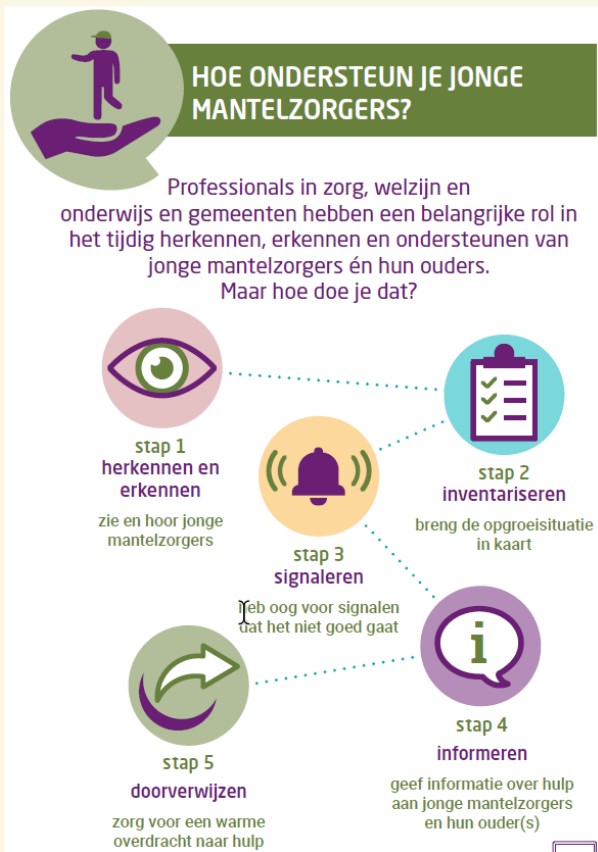 HOE ONDERSTEUN JE JONGE
MANTELZORGERS?
Professionals in zorg, welzijn en
onderwijs en gemeenten hebben een belangrijke rol in
het tijdig herkennen, erkennen en ondersteunen van
jonge mantelzorgers én hun ouders.
Maar hoe doe je dat?
stap 1
herkennen en
erkennen
zie en hoor jonge
mantelzorgers
stap 2
inventariseren
breng de opgroeisituatie
in kaart
stap 3
signaleren
heb oog voor signalen
dat het niet goed gaat
i
stap 4
informeren
geef informatie over hulp
aan jonge mantelzorgers
en hun ouder(s)
stap 5
doorverwijzen
zorg voor een warme
overdracht naar hulp